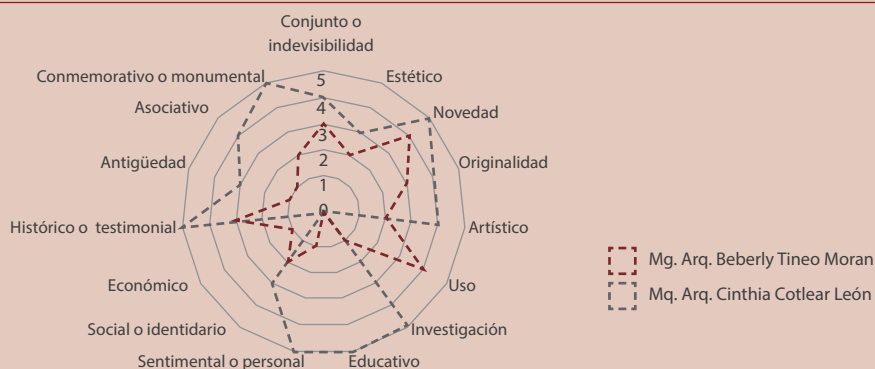 Conjunto o
indevisibilidad
Conmemorativo o monumental
5
Estético
Asociativo
4
Novedad
3
Antigüedad
2
Originalidad
1
Histórico o testimonial
0
Artístico
Económico
Uso
Social o identidario
Investigación
Sentimental o personal
Educativo
Mg. Arq. Beberly Tineo Moran
Mq. Arq. Cinthia Cotlear León